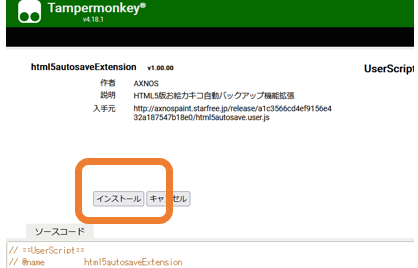 Tampermonkey®
v4.18.1
html5autosaveExtension v1.00.00
UserScript
作者 AXNOS
説明 HTML5版お絵カキコ自動バックアップ機能拡張
入手元 http://axnospaint.starfree.jp/release/a1c3566cd4ef9156e4
32a187547b18e0/html5autosave.user.js
インストール キャンセル
ソースコード
// ==UserScript==
// @name html5autosaveExtension